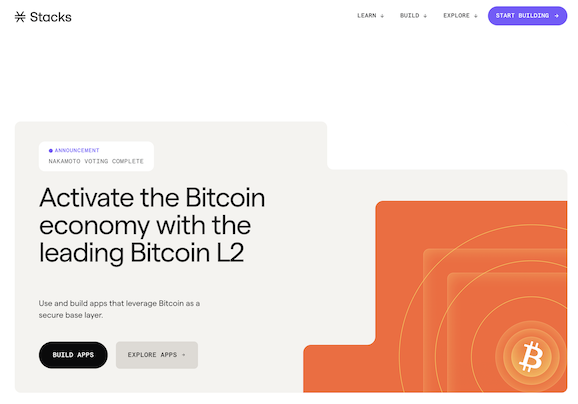 Stacks
LEARN ↓
BUILD ↓
EXPLORE ↓
START BUILDING →
ANNOUNCEMENT
NAKAMOTO VOTING COMPLETE
Activate the Bitcoin
economy with the
leading Bitcoin L2
Use and build apps that leverage Bitcoin as a
secure base layer.
BUILD APPS
EXPLORE APPS